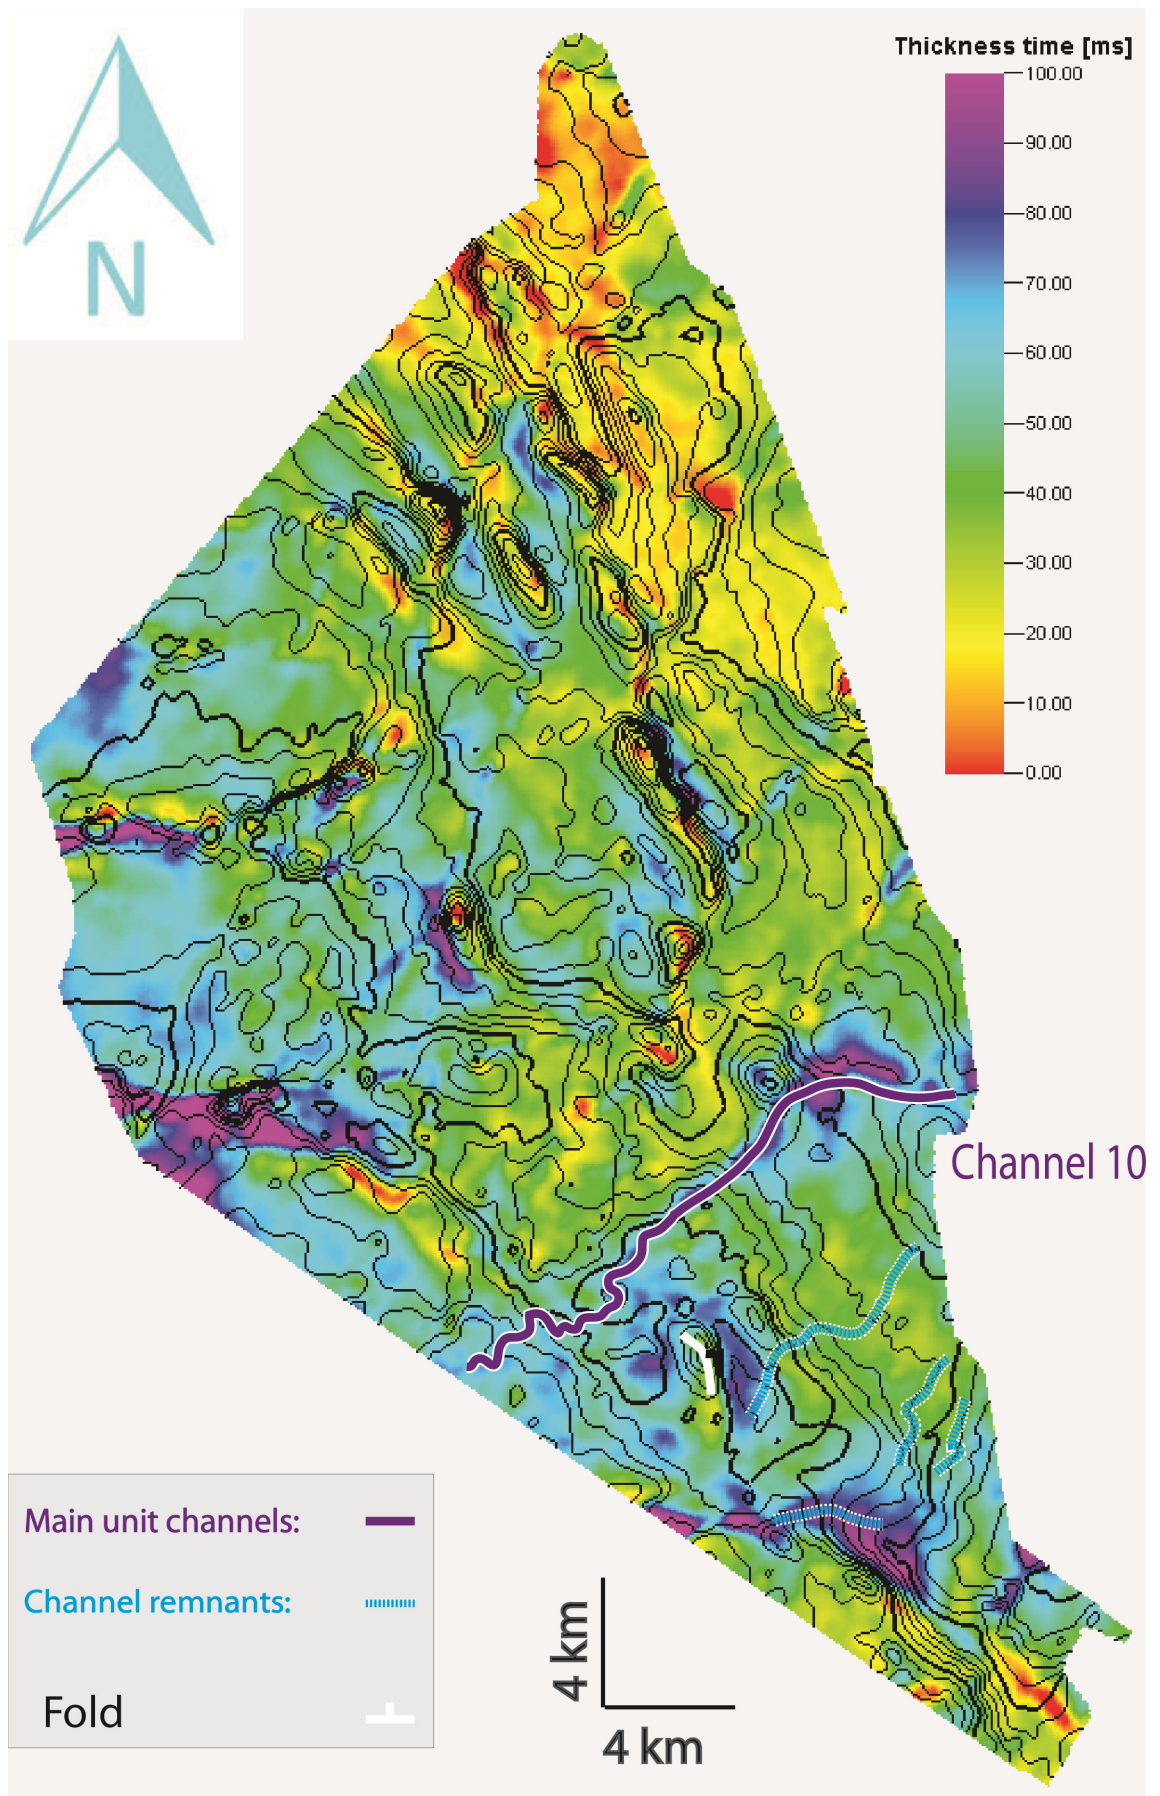 Thickness time [ms]
100.00
90.00
80.00
70.00
60.00
50.00
40.00
30.00
20.00
10.00
0.00
N
Channel 10
Main unit channels:
Channel remnants:
Fold
4 km
4 km